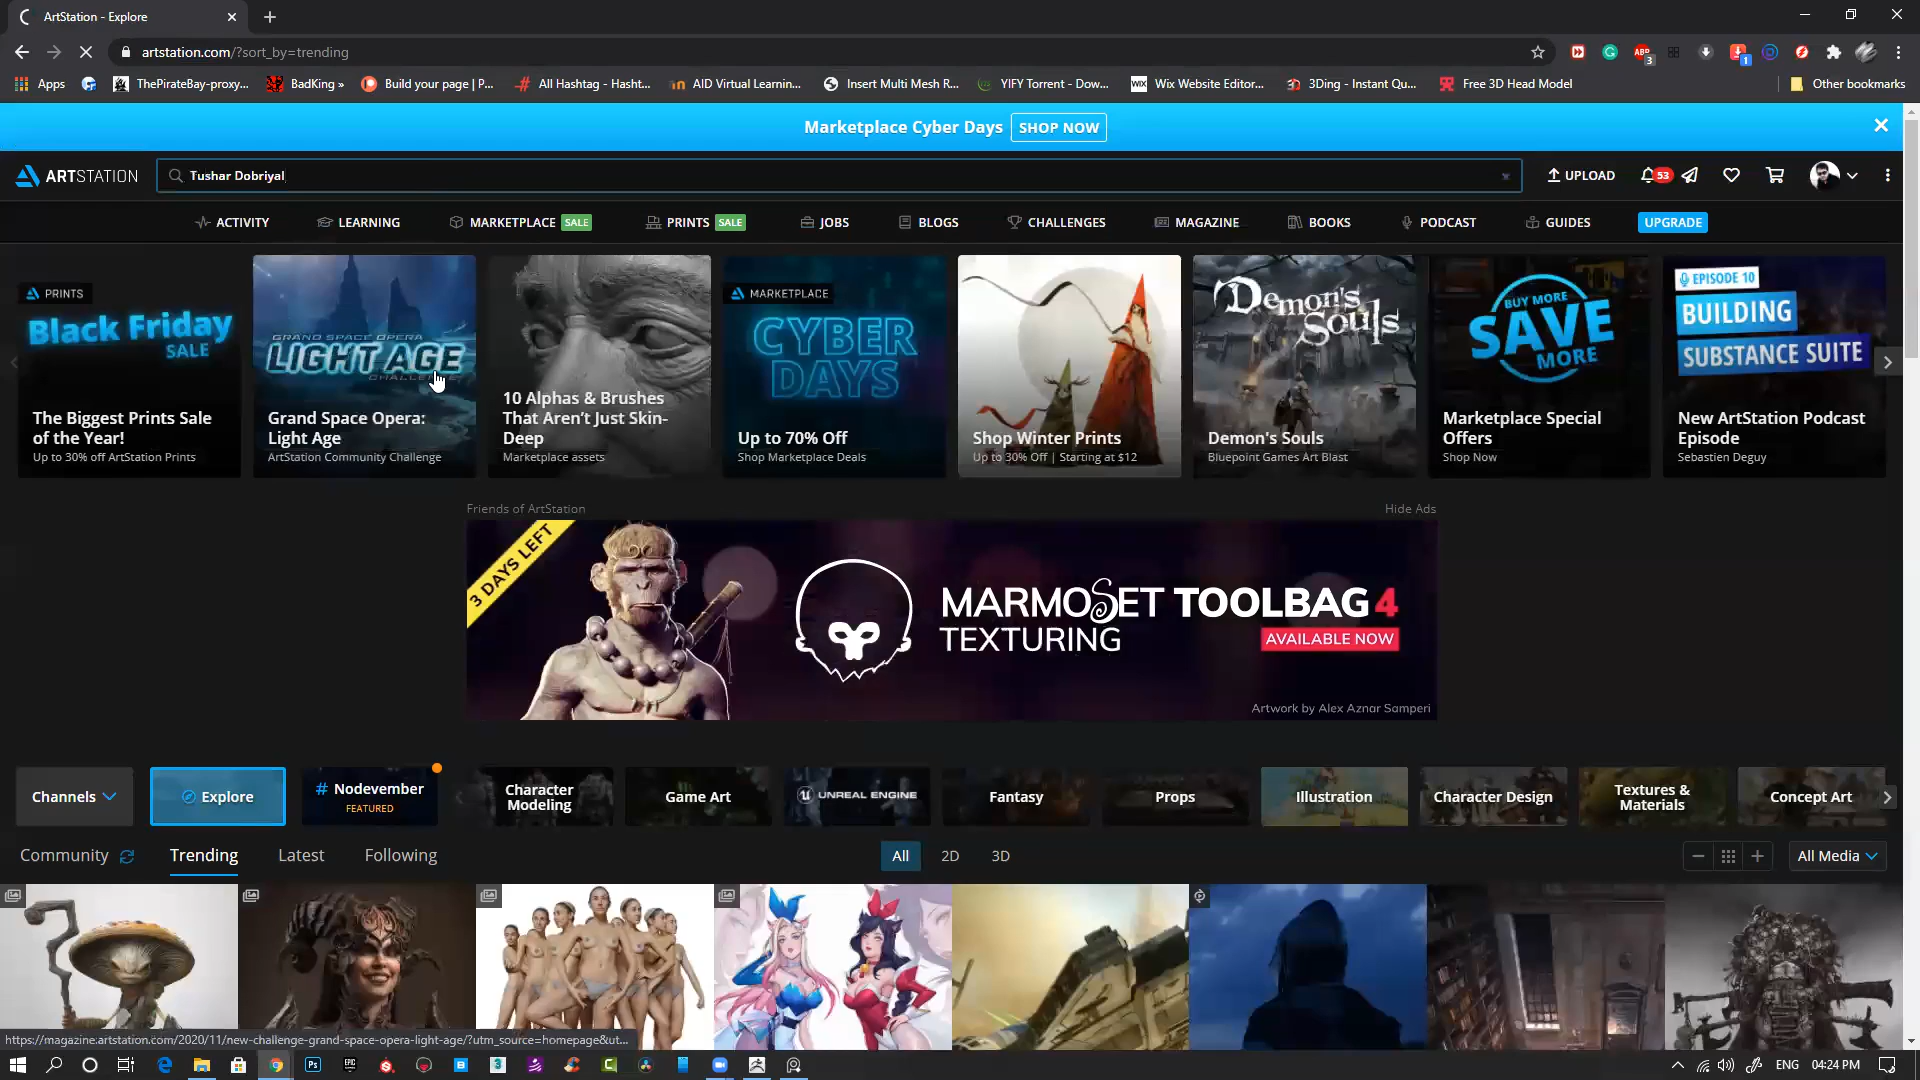 ArtStation - Explore
artstation.com/?sort_by=trending
3
1
Apps
ThePirateBay-proxy...
BadKing »
Build your page | P...
All Hashtag - Hasht...
AID Virtual Learnin...
Insert Multi Mesh R...
YIFY Torrent - Dow...
WIX
Wix Website Editor...
3Ding - Instant Qu...
Free 3D Head Model
Other bookmarks
Marketplace Cyber Days SHOP NOW
ARTSTATION
Tushar Dobriyal
UPLOAD
53
ACTIVITY
LEARNING
MARKETPLACE SALE
PRINTS SALE
JOBS
BLOGS
CHALLENGES
MAGAZINE
BOOKS
PODCAST
GUIDES
UPGRADE
PRINTS
Black Friday
SALE
The Biggest Prints Sale
of the Year!
Up to 30% off ArtStation Prints
GRAND SPACE OPERA
LIGHT AGE
CHALLENGE
Grand Space Opera:
Light Age
ArtStation Community Challenge
10 Alphas & Brushes
That Aren't Just Skin-
Deep
Marketplace assets
MARKETPLACE
CYBER
DAYS
Up to 70% Off
Shop Marketplace Deals
Shop Winter Prints
Up to 30% Off | Starting at $12
Demon's
Souls
Demon's Souls
Bluepoint Games Art Blast
BUY MORE
SAVE
MORE
Marketplace Special
Offers
Shop Now
EPISODE 10
BUILDING
SUBSTANCE SUITE
New ArtStation Podcast
Episode
Sebastien Deguy
Friends of ArtStation
Hide Ads
3 DAYS LEFT
MARMOSET TOOLBAG 4
TEXTURING
AVAILABLE NOW
Artwork by Alex Aznar Samperi
Channels
Explore
# Nodevember
FEATURED
Character
Modeling
Game Art
UNREAL ENGINE
Fantasy
Props
Illustration
Character Design
Textures &
Materials
Concept Art
Community
Trending
Latest
Following
All
2D
3D
All Media
https://magazine.artstation.com/2020/11/new-challenge-grand-space-opera-light-age/?utm_source=homepage&ut...
Ps
ENG
04:24 PM